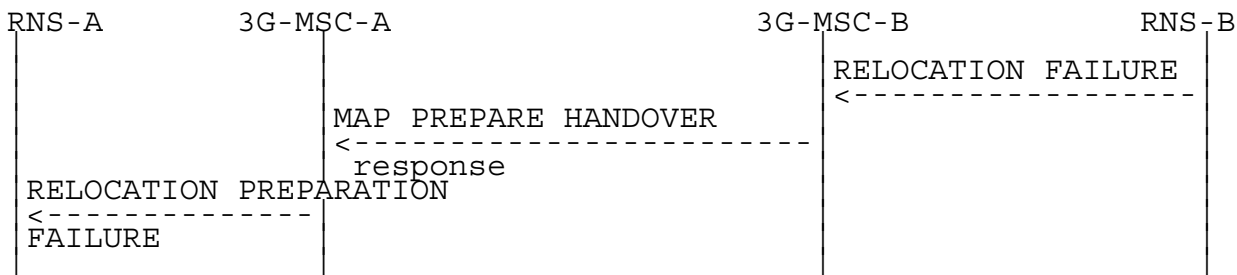 RNS-A 3G-MSC-A 3G-MSC-B RNS-B
RELOCATION FAILURE
MAP PREPARE HANDOVER
response
RELOCATION PREPARATION
FAILURE